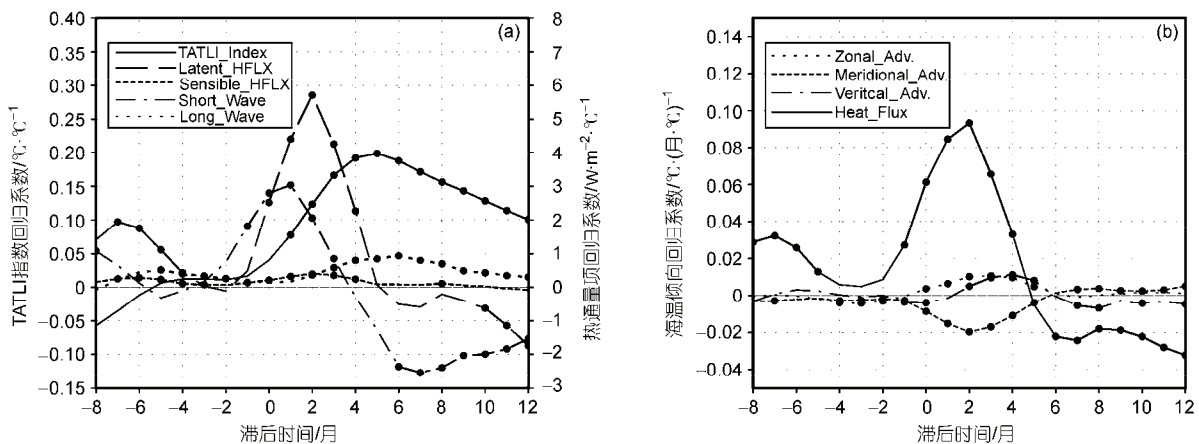 (a)
TATLI_Index
Latent_HFLX
Sensible_HFLX
Short_Wave
Long_Wave
0.40
0.35
0.30
0.25
0.20
0.15
0.10
0.05
0
−0.05
−0.10
−0.15
TATLI指数回归系数/℃·℃⁻¹
8
7
6
5
4
3
2
1
0
−1
−2
−3
热通量项回归系数/W·m⁻²·℃⁻¹
−8 −6 −4 −2 0 2 4 6 8 10 12
滞后时间/月
(b)
Zonal_Adv.
Meridional_Adv.
Veritcal_Adv.
Heat_Flux
0.14
0.12
0.10
0.08
0.06
0.04
0.02
0
−0.02
−0.04
海温倾向回归系数/℃·(月·℃)⁻¹
−8 −6 −4 −2 0 2 4 6 8 10 12
滞后时间/月